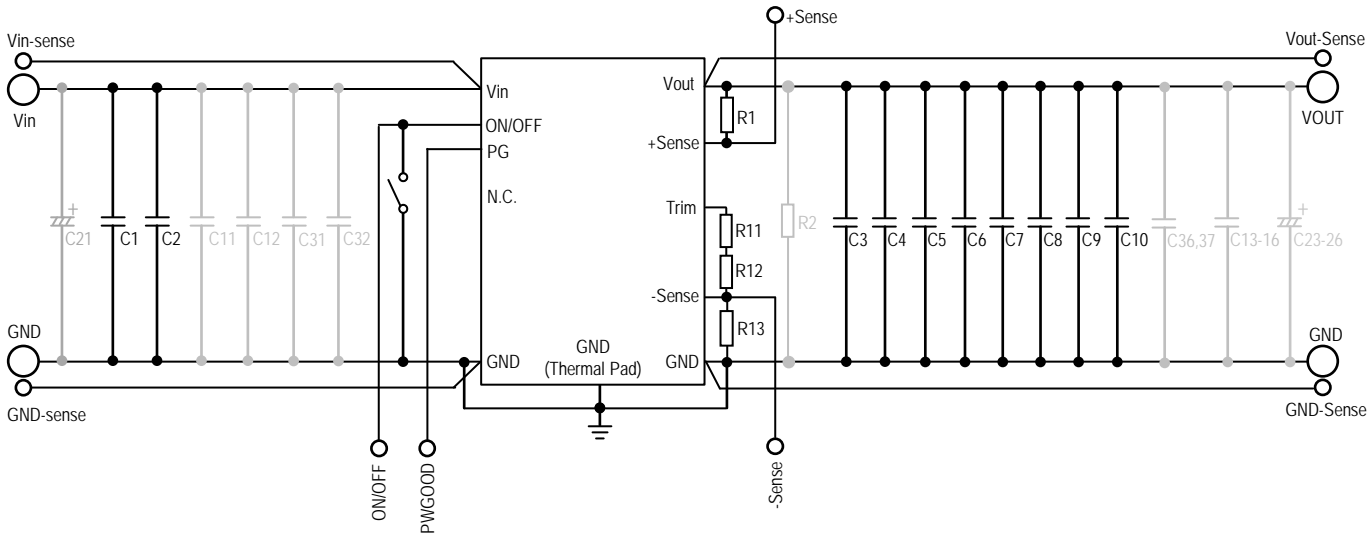 +Sense
Vin-sense
Vout-Sense
Vin
Vin
Vout
VOUT
ON/OFF
R1
PG
+Sense
N.C.
Trim
C21
+
C1
C2
C11
C12
C31
C32
R11
R2
C3
C4
C5
C6
C7
C8
C9
C10
C36,37
C13-16
+
C23-26
R12
-Sense
R13
GND
GND
GND
(Thermal Pad)
GND
GND
GND-sense
GND-Sense
ON/OFF
PWGOOD
-Sense